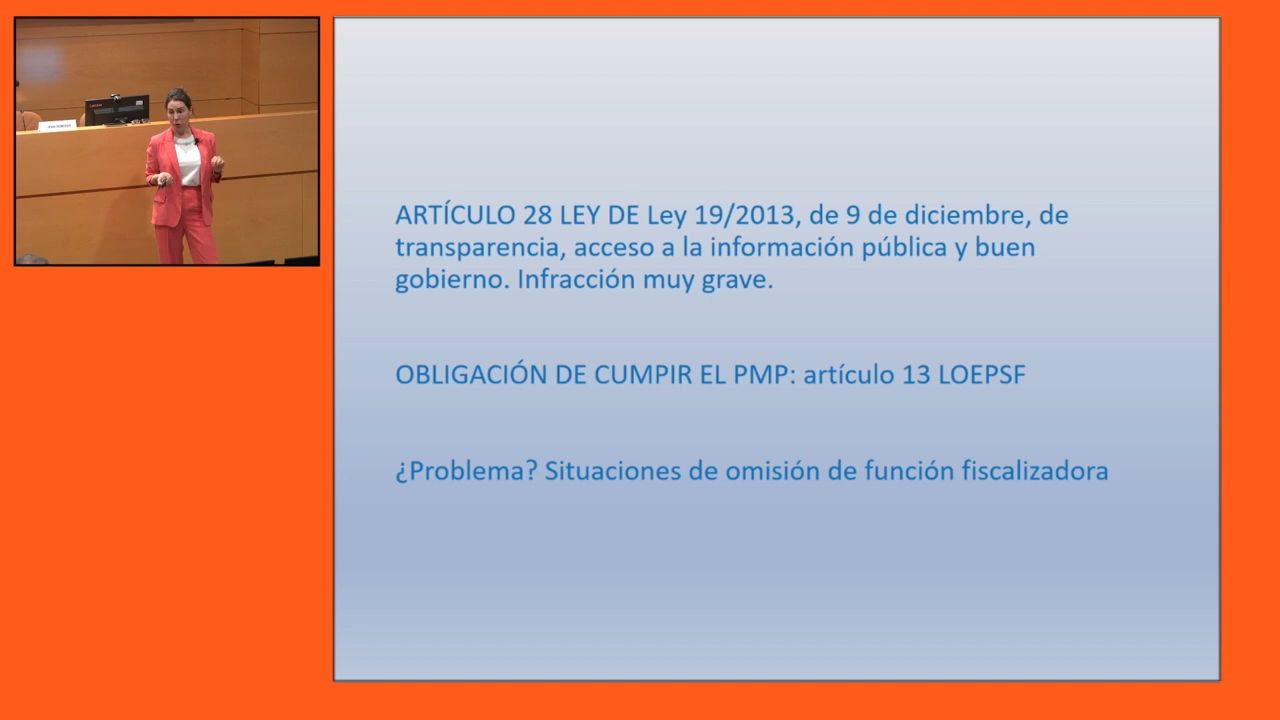 ARTÍCULO 28 LEY DE Ley 19/2013, de 9 de diciembre, de
transparencia, acceso a la información pública y buen
gobierno. Infracción muy grave.
OBLIGACIÓN DE CUMPIR EL PMP: artículo 13 LOEPSF
¿Problema? Situaciones de omisión de función fiscalizadora